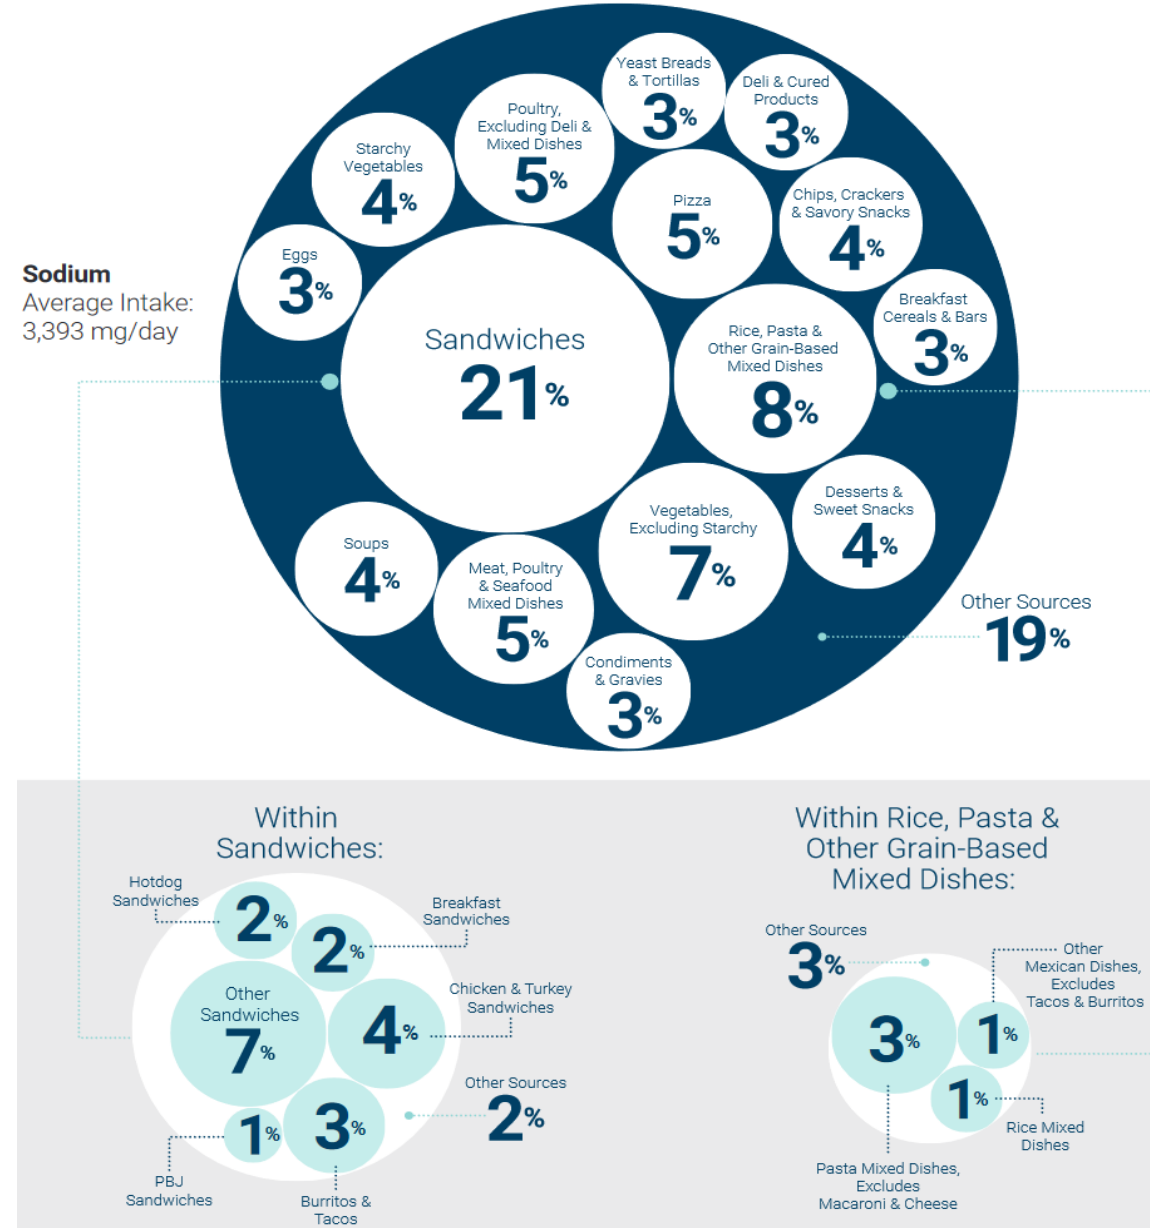 Yeast Breads
& Tortillas
3%
Deli & Cured
Products
3%
Poultry,
Excluding Deli &
Mixed Dishes
5%
Starchy
Vegetables
4%
Pizza
5%
Chips, Crackers
& Savory Snacks
4%
Eggs
3%
Sodium
Average Intake:
3,393 mg/day
Breakfast
Cereals & Bars
3%
Sandwiches
21%
Rice, Pasta &
Other Grain-Based
Mixed Dishes
8%
Desserts &
Sweet Snacks
4%
Vegetables,
Excluding Starchy
7%
Soups
4%
Meat, Poultry
& Seafood
Mixed Dishes
5%
Other Sources
19%
Condiments
& Gravies
3%
Within
Sandwiches:
Hotdog
Sandwiches
2%
Breakfast
Sandwiches
2%
Other
Sandwiches
7%
Chicken & Turkey
Sandwiches
4%
Other Sources
2%
1%
PBJ
Sandwiches
3%
Burritos &
Tacos
Within Rice, Pasta &
Other Grain-Based
Mixed Dishes:
Other Sources
3%
Other
Mexican Dishes,
Excludes
Tacos & Burritos
1%
3%
Pasta Mixed Dishes,
Excludes
Macaroni & Cheese
1%
Rice Mixed
Dishes